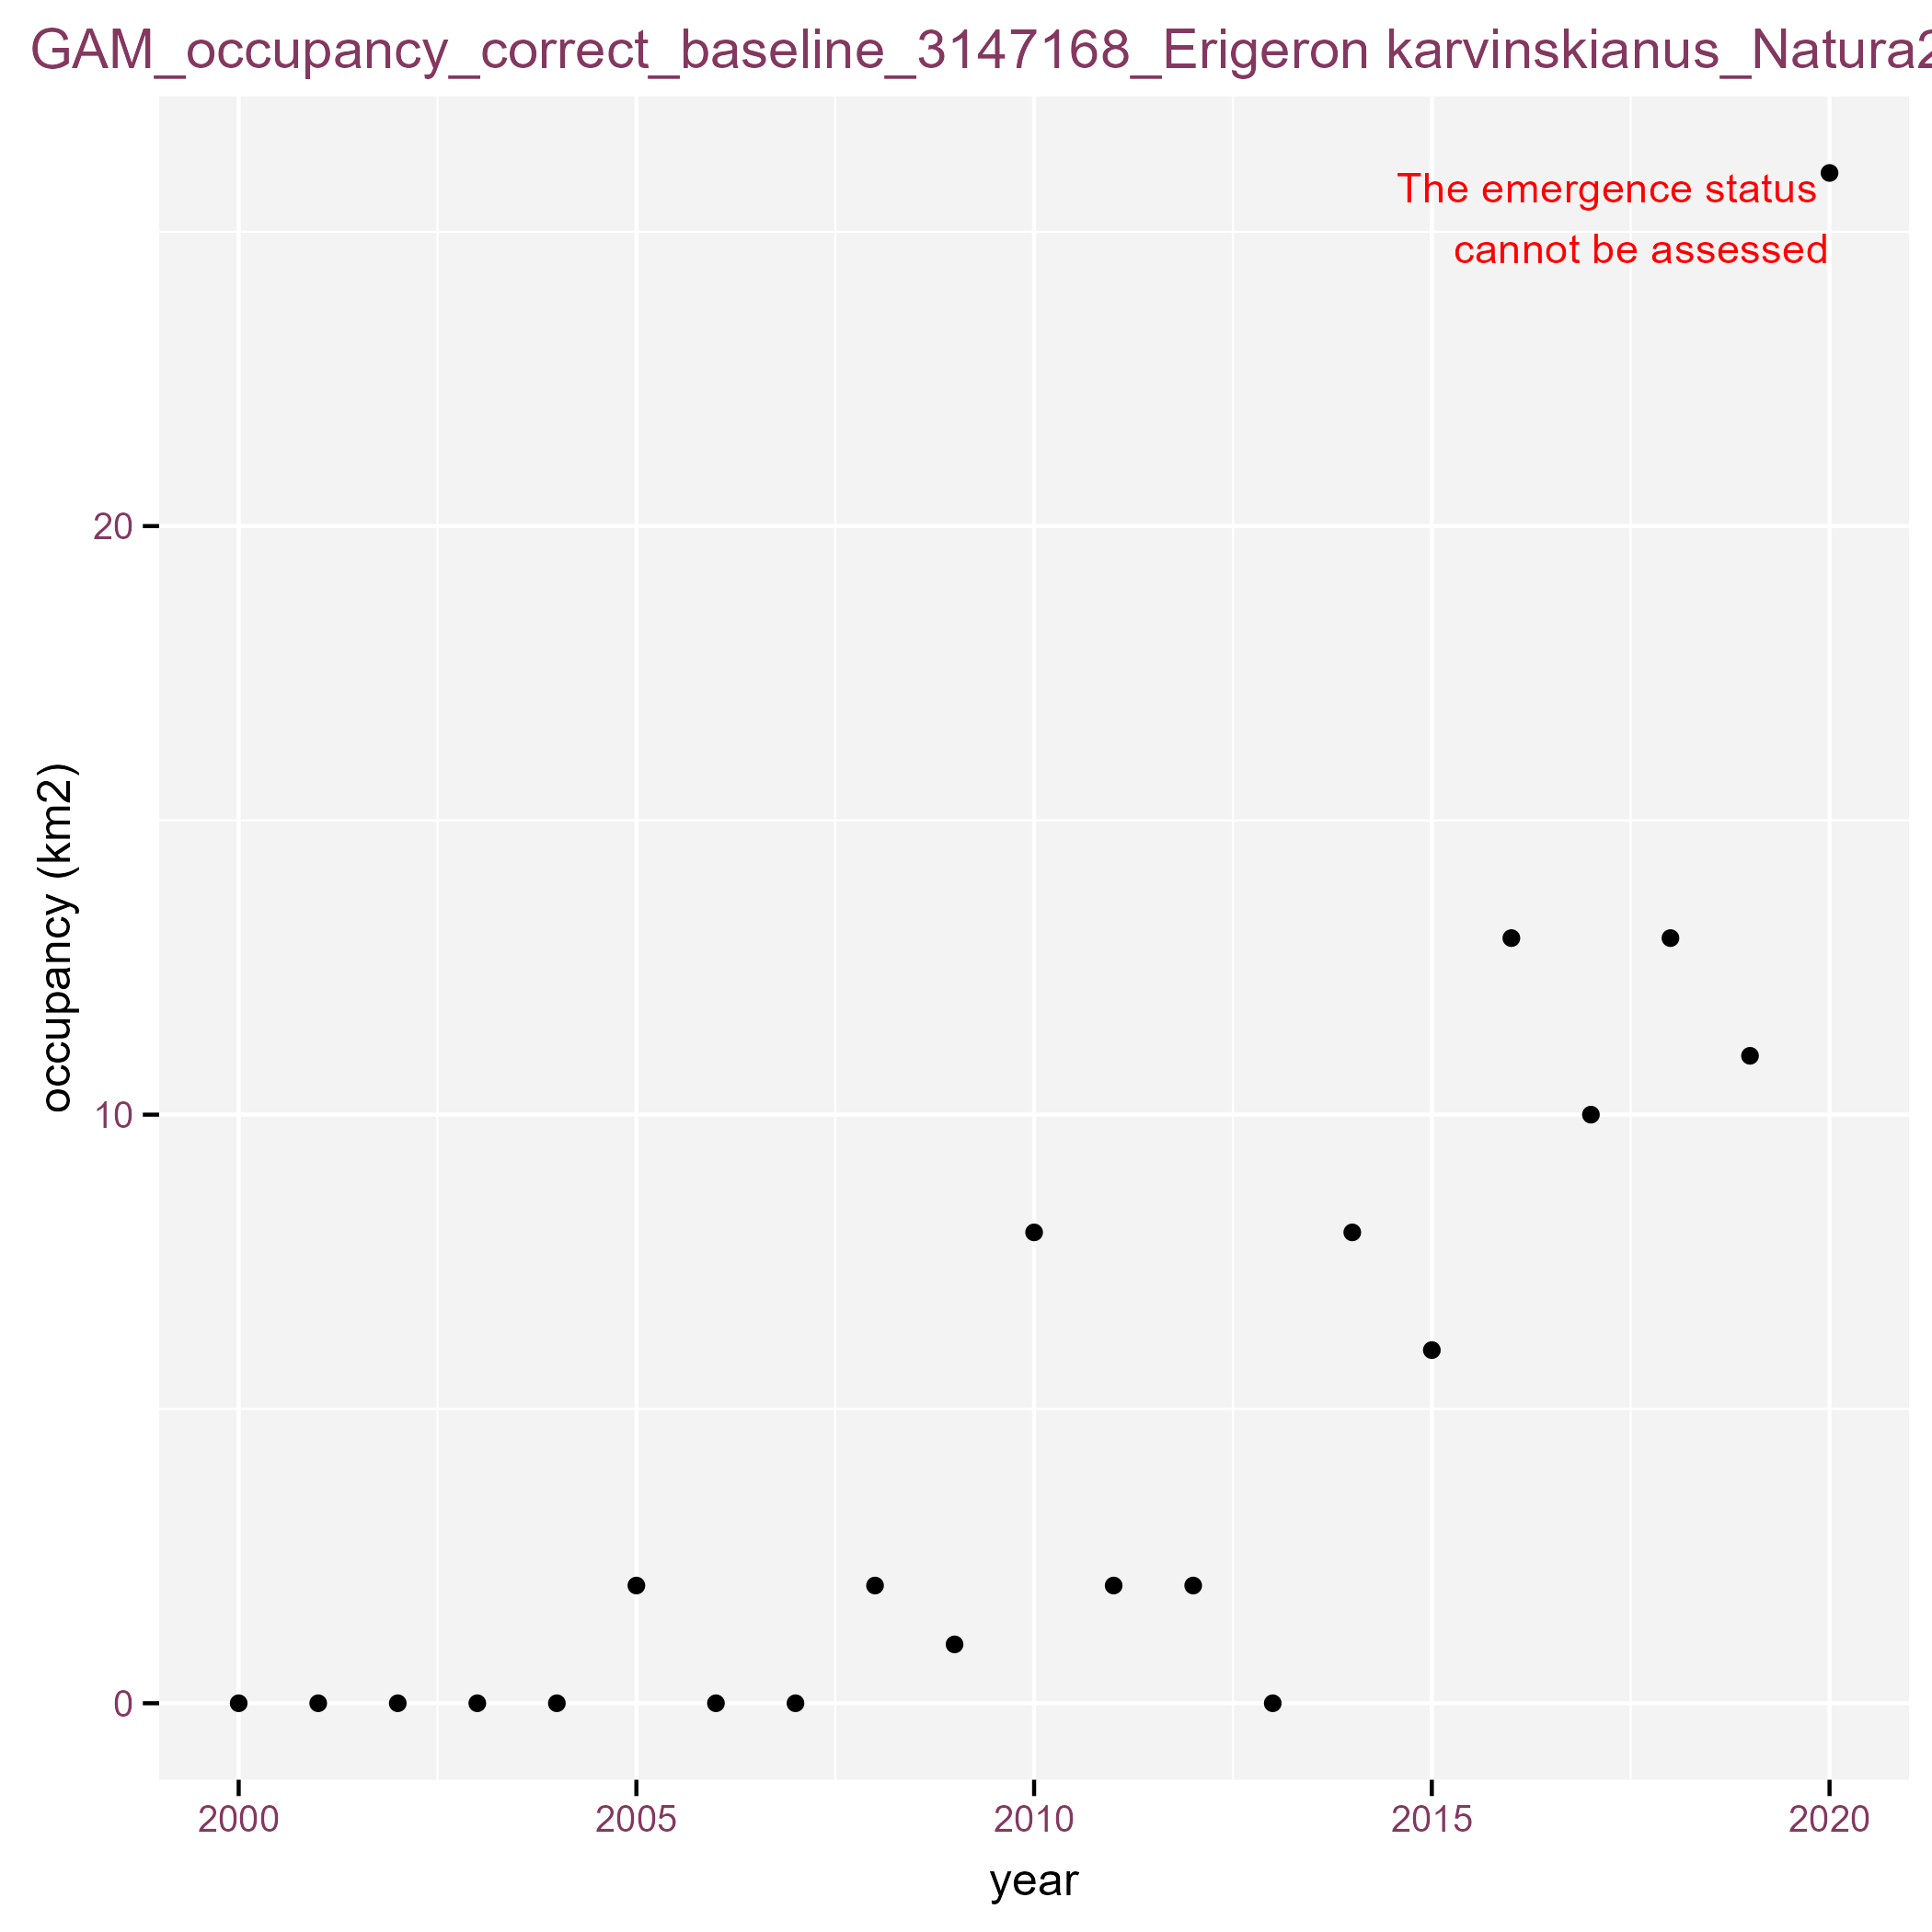 GAM_occupancy_correct_baseline_3147168_Erigeron karvinskianus_Natura2
The emergence status
cannot be assessed
20
10
0
occupancy (km2)
2000 2005 2010 2015 2020
year